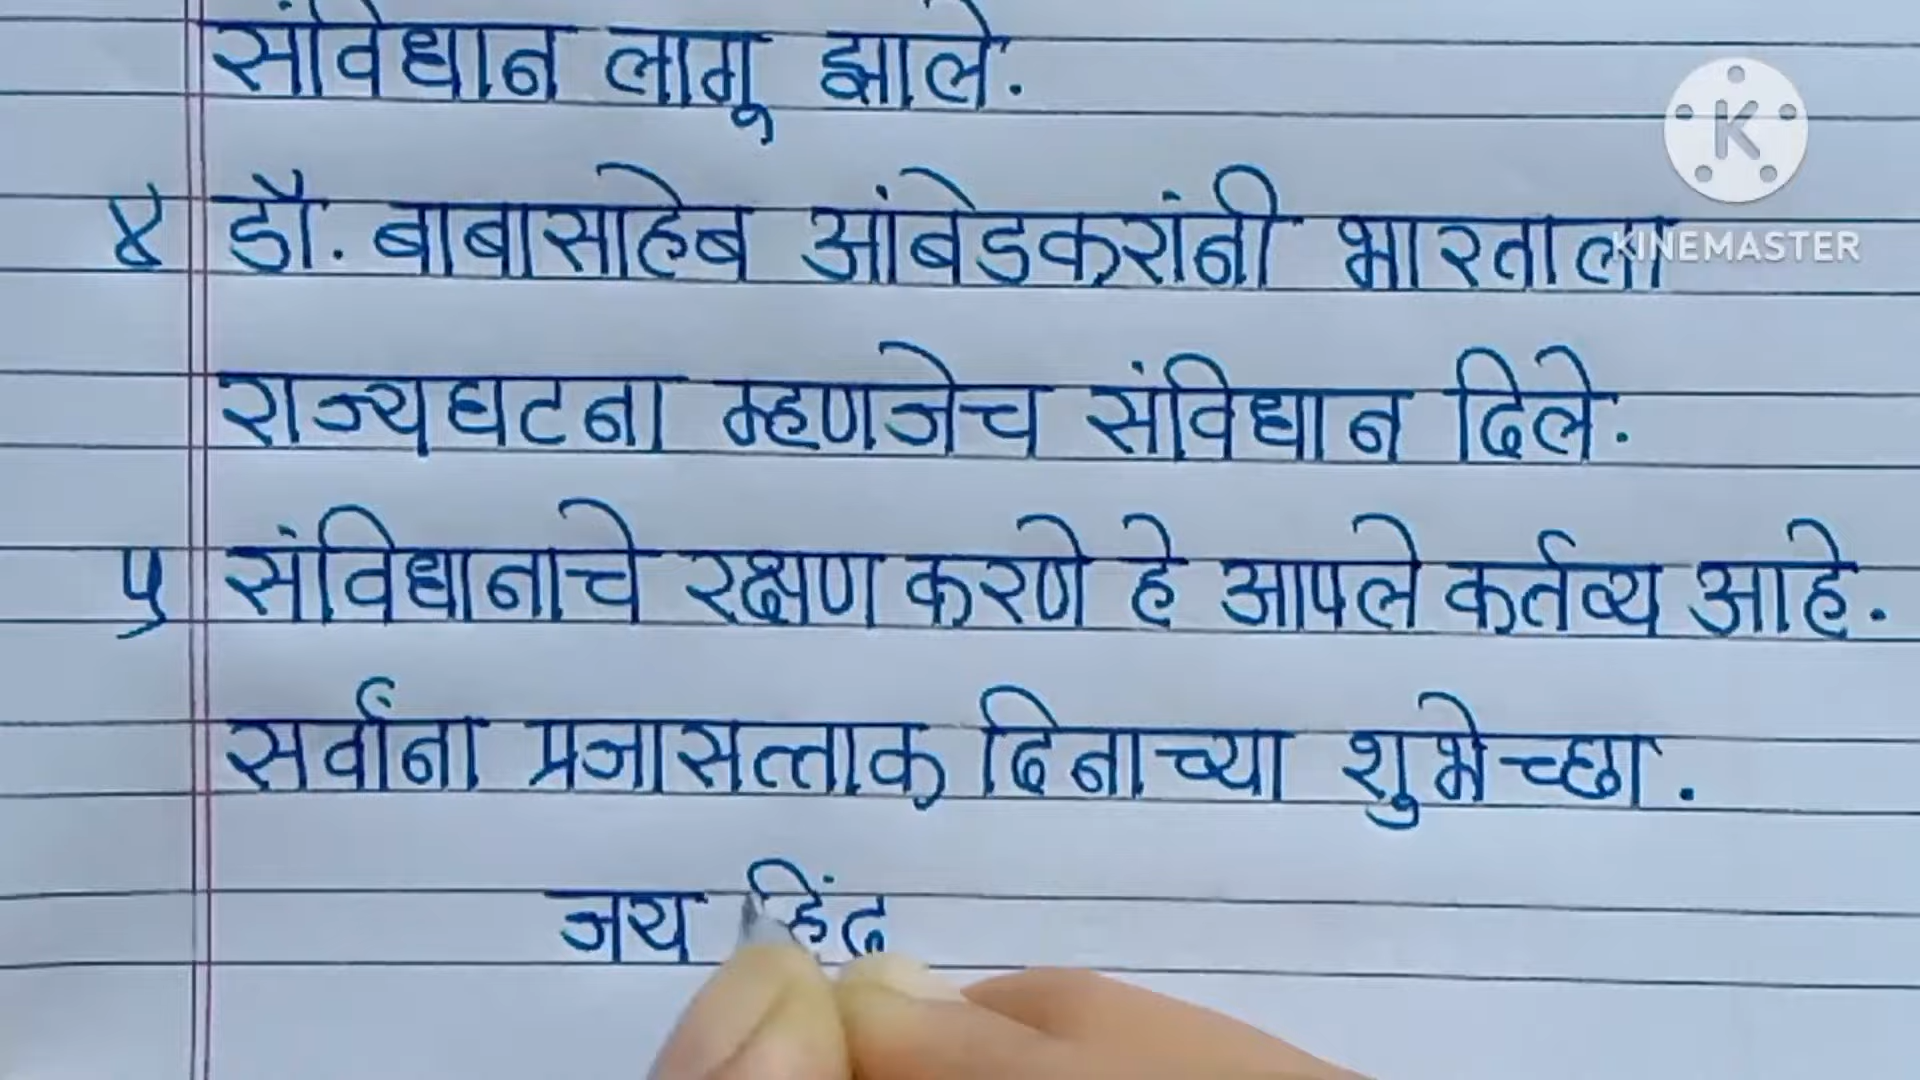 संविधान लागू झाले.
४ डॉ. बाबासाहेब आंबेडकरांनी भारताला
KINEMASTER
राज्यघटना म्हणजेच संविधान दिले.
५ संविधानाचे रक्षण करणे हे आपले कर्तव्य आहे.
सर्वांना प्रजासत्ताक दिनाच्या शुभेच्छा.
जय हिंद